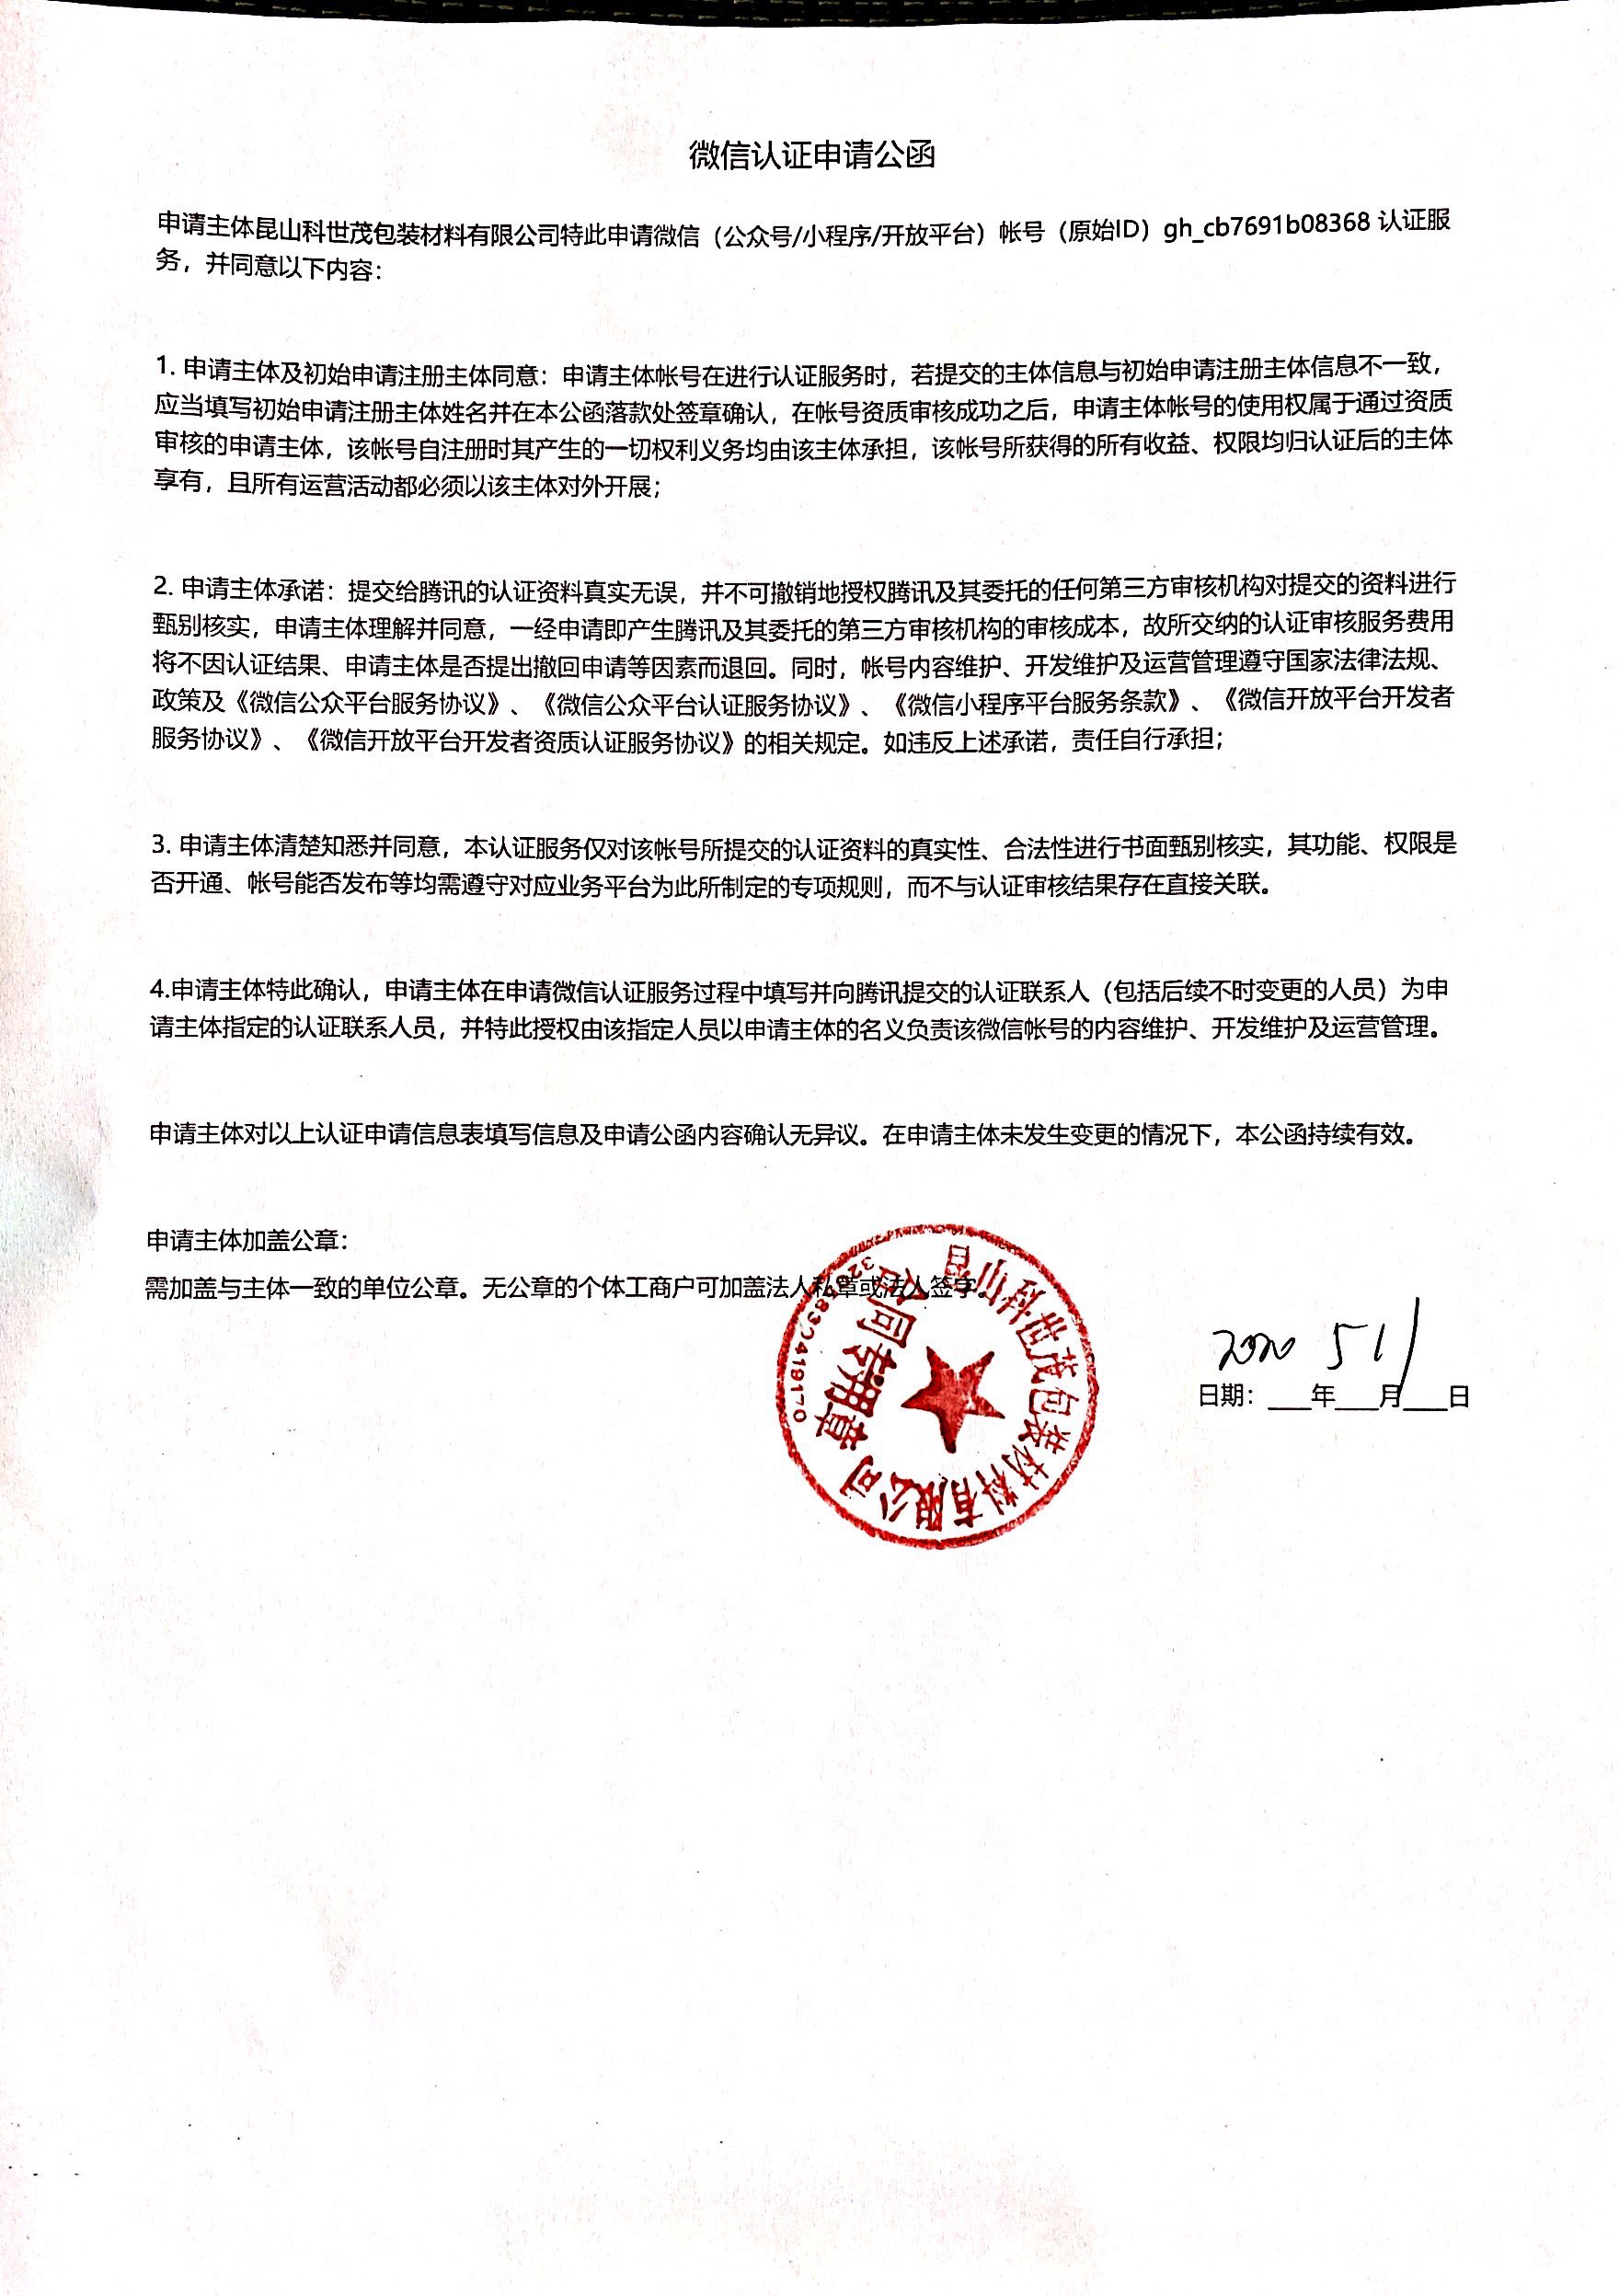 微信认证申请公函
申请主体昆山科世茂包装材料有限公司特此申请微信（公众号/小程序/开放平台）帐号（原始ID）gh_cb7691b08368 认证服
务，并同意以下内容：
1. 申请主体及初始申请注册主体同意：申请主体帐号在进行认证服务时，若提交的主体信息与初始申请注册主体信息不一致，
应当填写初始申请注册主体姓名并在本公函落款处签章确认，在帐号资质审核成功之后，申请主体帐号的使用权属于通过资质
审核的申请主体，该帐号自注册时其产生的一切权利义务均由该主体承担，该帐号所获得的所有收益、权限均归认证后的主体
享有，且所有运营活动都必须以该主体对外开展；
2. 申请主体承诺：提交给腾讯的认证资料真实无误，并不可撤销地授权腾讯及其委托的任何第三方审核机构对提交的资料进行
甄别核实，申请主体理解并同意，一经申请即产生腾讯及其委托的第三方审核机构的审核成本，故所交纳的认证审核服务费用
将不因认证结果、申请主体是否提出撤回申请等因素而退回。同时，帐号内容维护、开发维护及运营管理遵守国家法律法规、
政策及《微信公众平台服务协议》、《微信公众平台认证服务协议》、《微信小程序平台服务条款》、《微信开放平台开发者
服务协议》、《微信开放平台开发者资质认证服务协议》的相关规定。如违反上述承诺，责任自行承担；
3. 申请主体清楚知悉并同意，本认证服务仅对该帐号所提交的认证资料的真实性、合法性进行书面甄别核实，其功能、权限是
否开通、帐号能否发布等均需遵守对应业务平台为此所制定的专项规则，而不与认证审核结果存在直接关联。
4.申请主体特此确认，申请主体在申请微信认证服务过程中填写并向腾讯提交的认证联系人（包括后续不时变更的人员）为申
请主体指定的认证联系人员，并特此授权由该指定人员以申请主体的名义负责该微信帐号的内容维护、开发维护及运营管理。
申请主体对以上认证申请信息表填写信息及申请公函内容确认无异议。在申请主体未发生变更的情况下，本公函持续有效。
申请主体加盖公章：
需加盖与主体一致的单位公章。无公章的个体工商户可加盖法人私章或法人签字。
昆山科世茂包装材料有限公司
合同专用章
2020 5 1
日期：___年___月___日